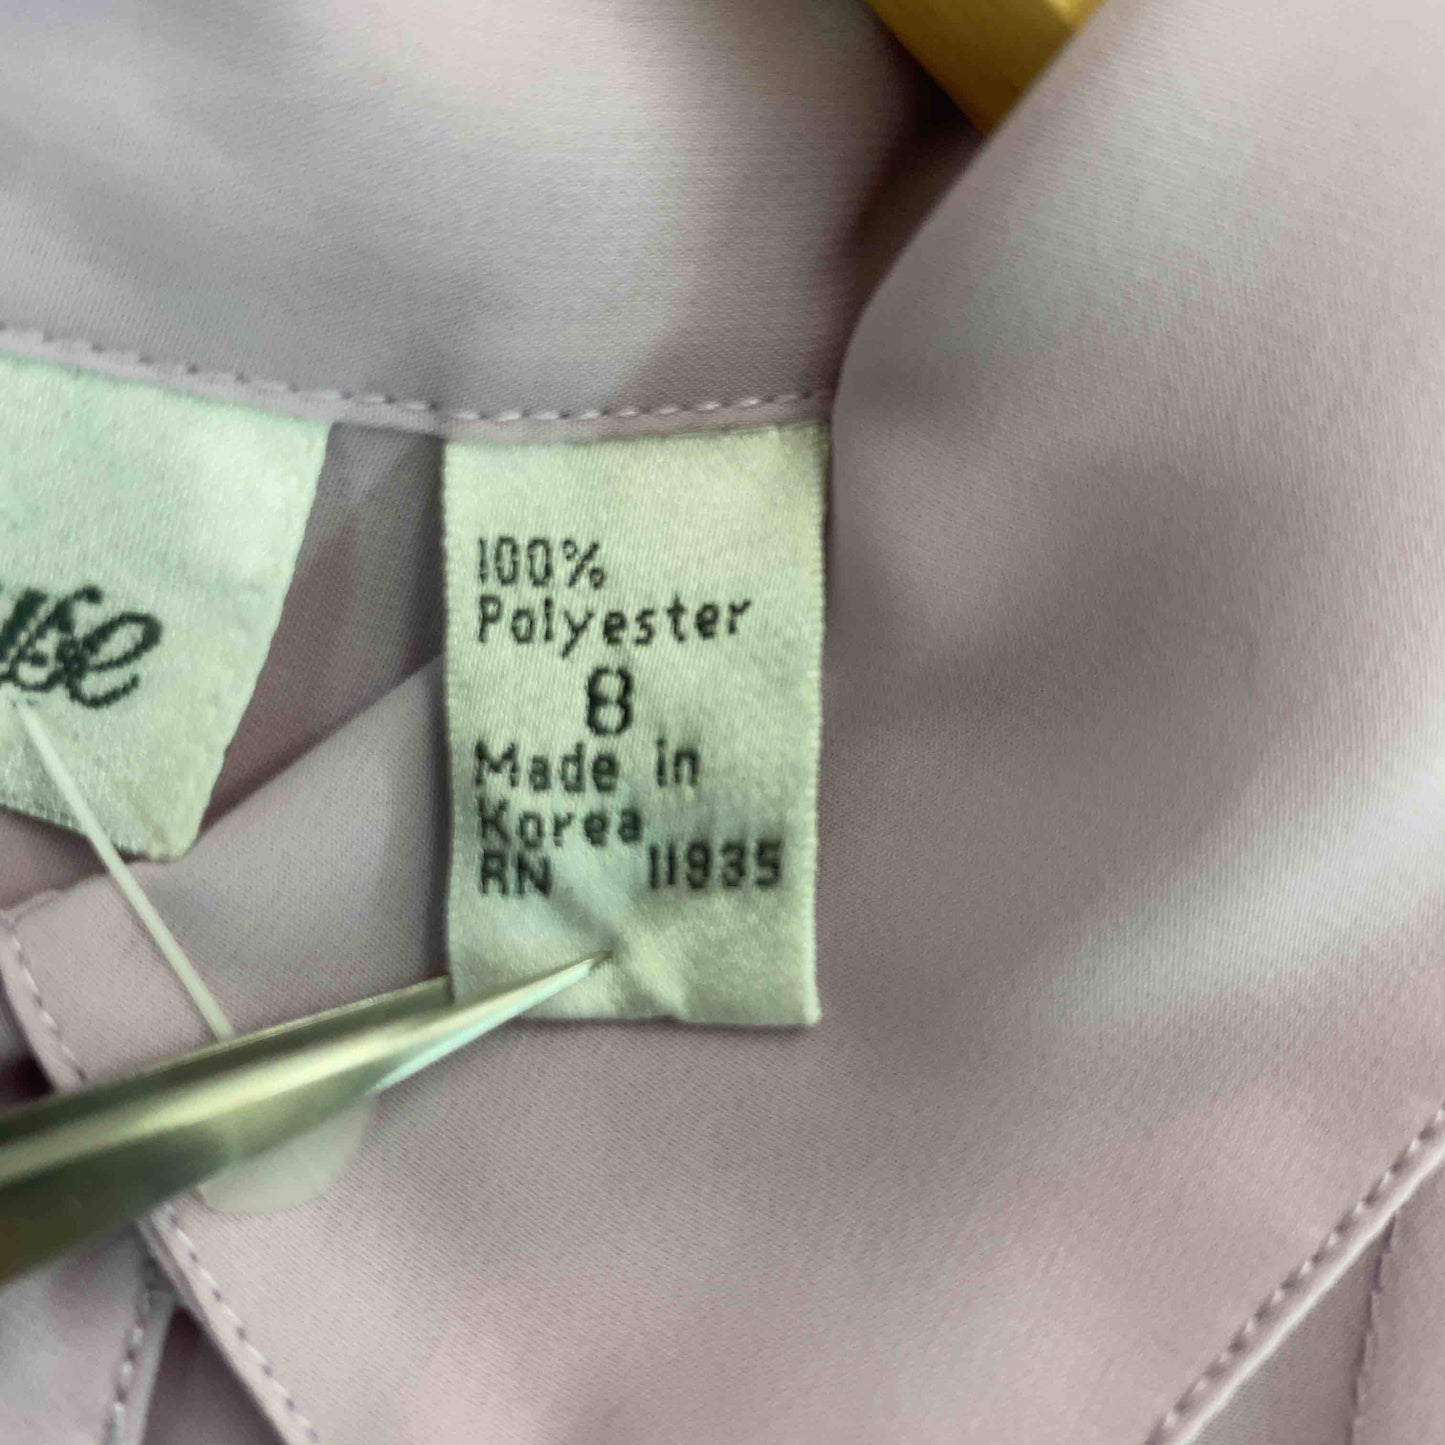 100%
Polyester
8
Made in
Korea
RN 11935